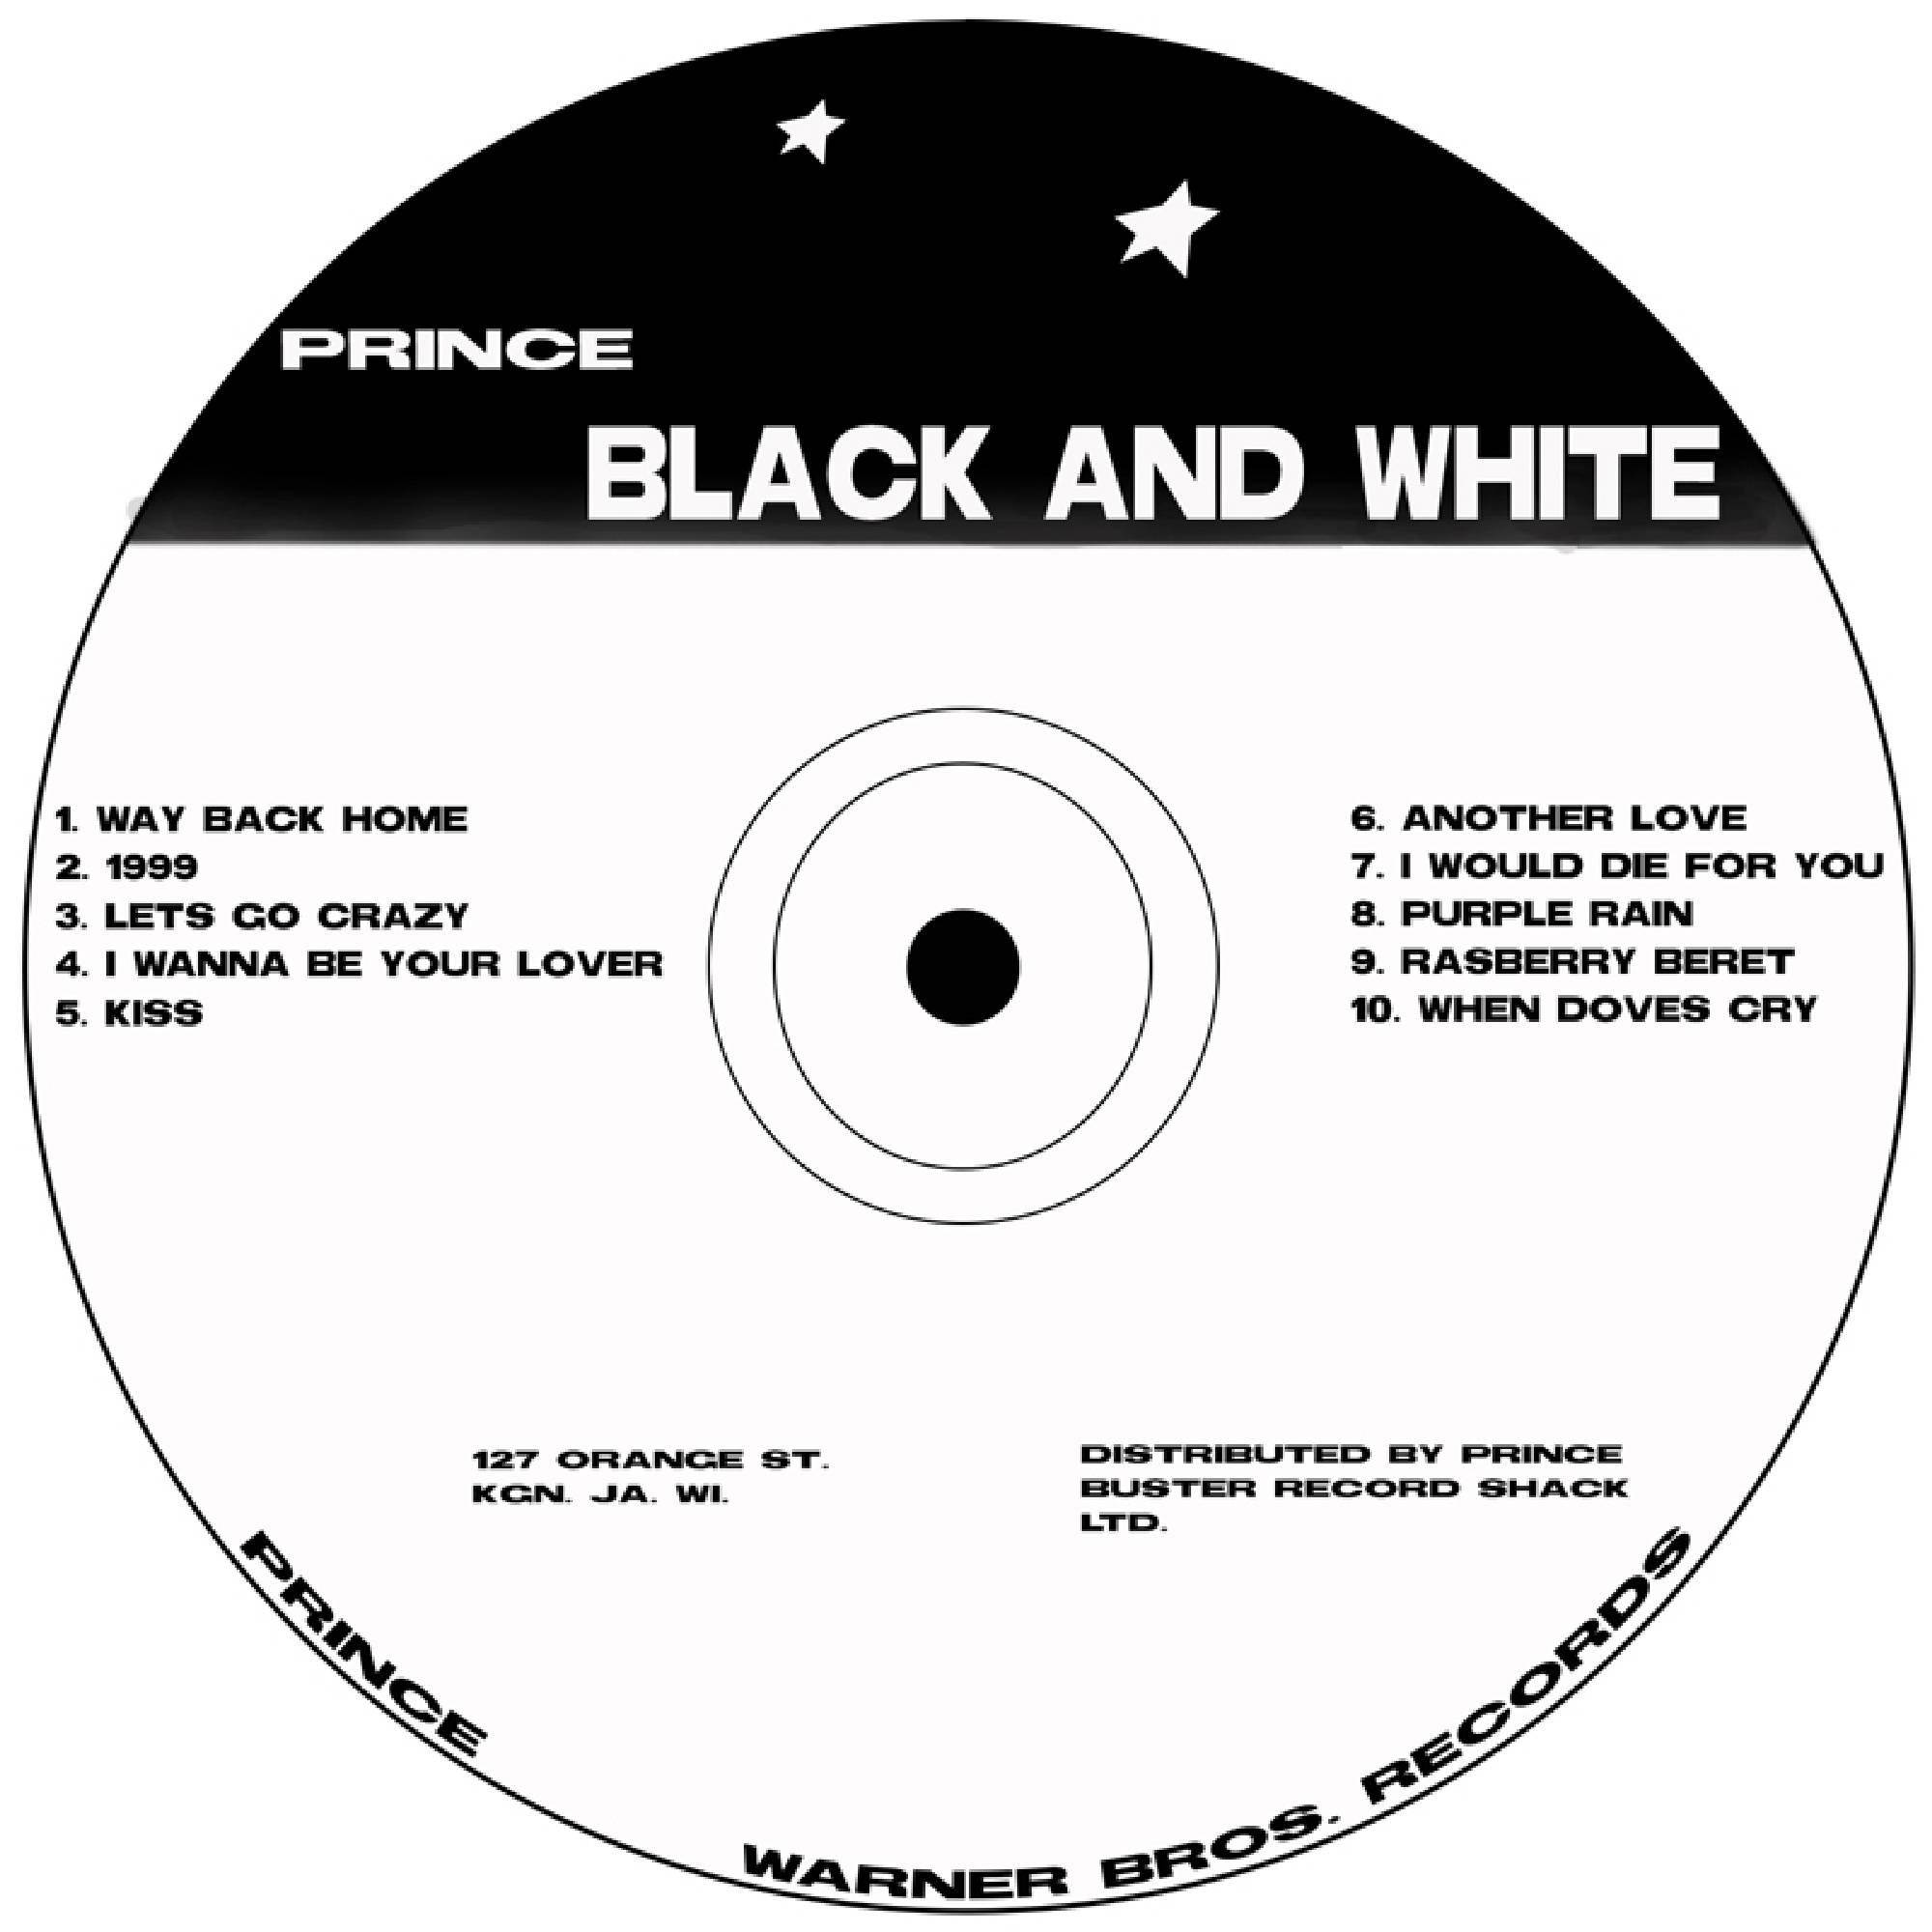 PRINCE
BLACK AND WHITE
1. WAY BACK HOME
2. 1999
3. LETS GO CRAZY
4. I WANNA BE YOUR LOVER
5. KISS
6. ANOTHER LOVE
7. I WOULD DIE FOR YOU
8. PURPLE RAIN
9. RASBERRY BERET
10. WHEN DOVES CRY
127 ORANGE ST.
KGN. JA. WI.
DISTRIBUTED BY PRINCE
BUSTER RECORD SHACK
LTD.
PRINCE
WARNER BROS. RECORDS